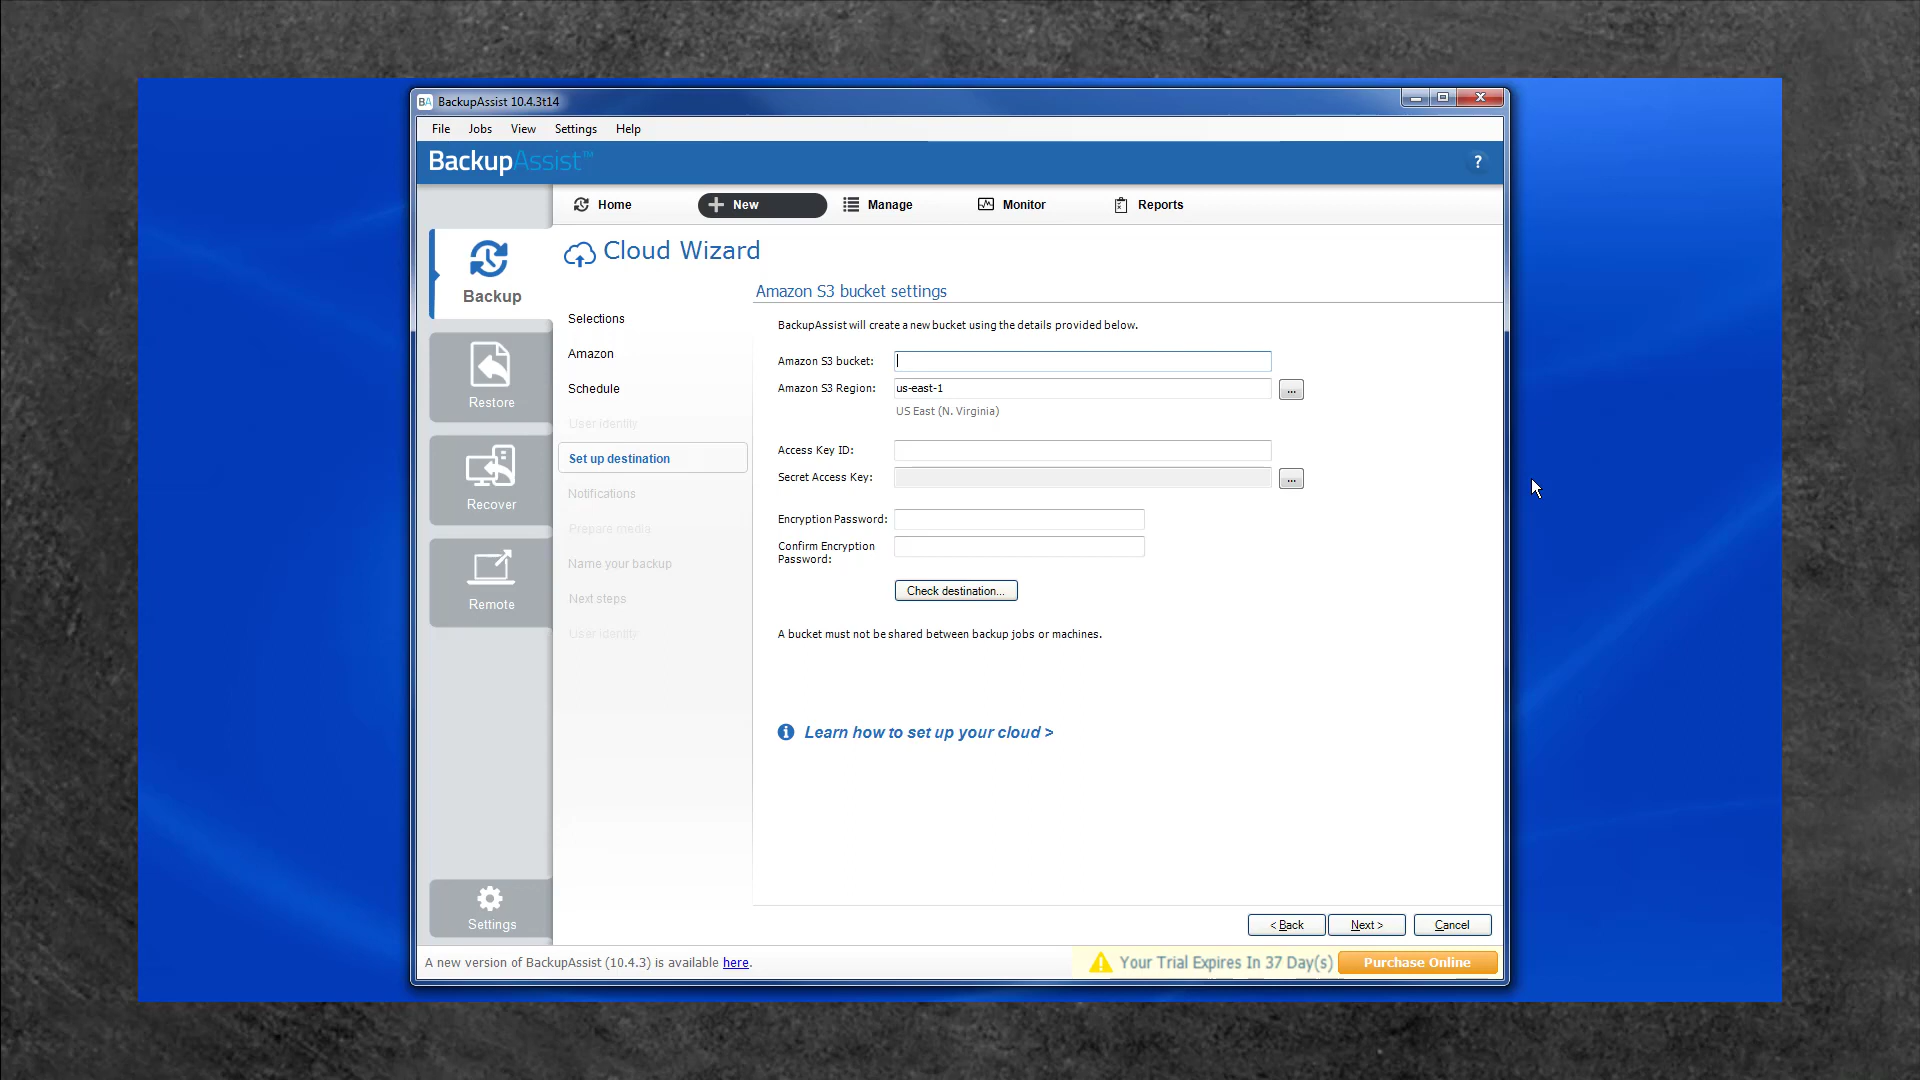 BA BackupAssist 10.4.3t14
File Jobs View Settings Help
BackupAssist™
?
Home New Manage Monitor Reports
Backup
Restore
Recover
Remote
Settings
Cloud Wizard
Selections
Amazon
Schedule
User identity
Set up destination
Notifications
Prepare media
Name your backup
Next steps
User identity
Amazon S3 bucket settings
BackupAssist will create a new bucket using the details provided below.
Amazon S3 bucket:
Amazon S3 Region: us-east-1 ...
US East (N. Virginia)
Access Key ID:
Secret Access Key: ...
Encryption Password:
Confirm Encryption
Password:
Check destination...
A bucket must not be shared between backup jobs or machines.
Learn how to set up your cloud >
< Back Next > Cancel
A new version of BackupAssist (10.4.3) is available here.
Your Trial Expires In 37 Day(s) Purchase Online